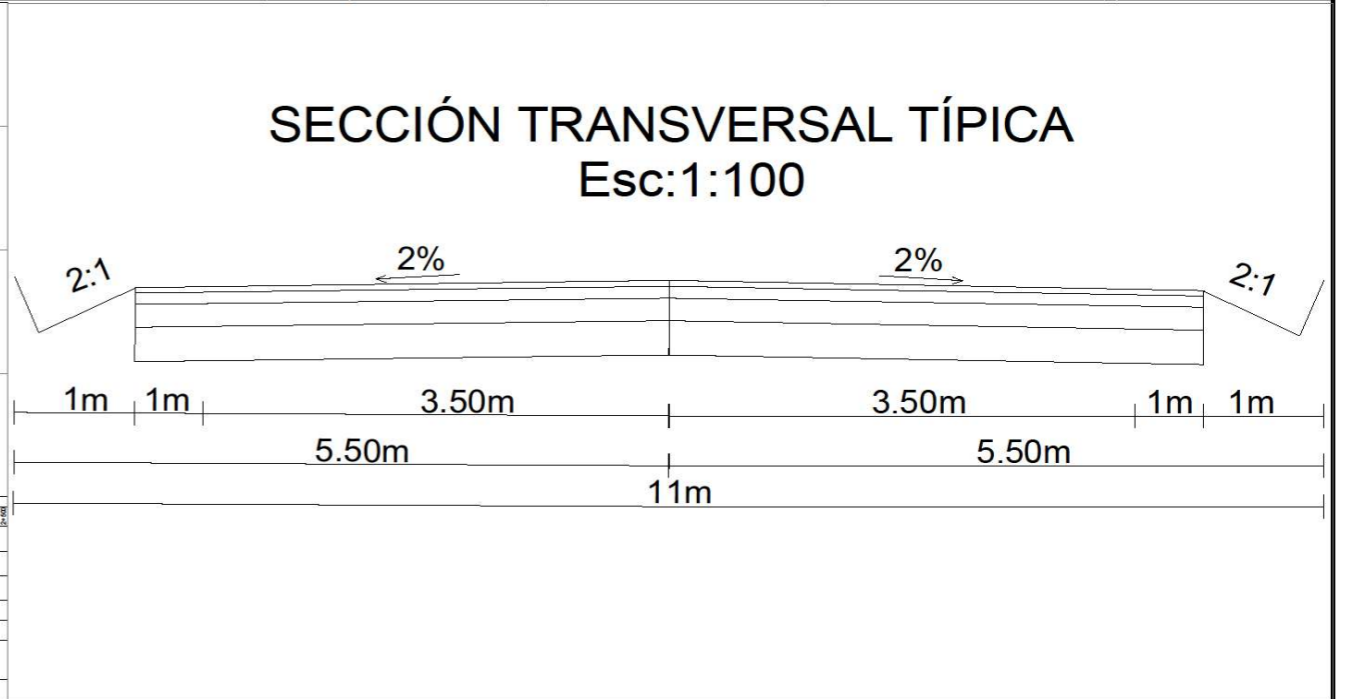 SECCIÓN TRANSVERSAL TÍPICA
Esc:1:100
2:1
2%
2%
2:1
1m 1m 3.50m 3.50m 1m 1m
5.50m 5.50m
11m